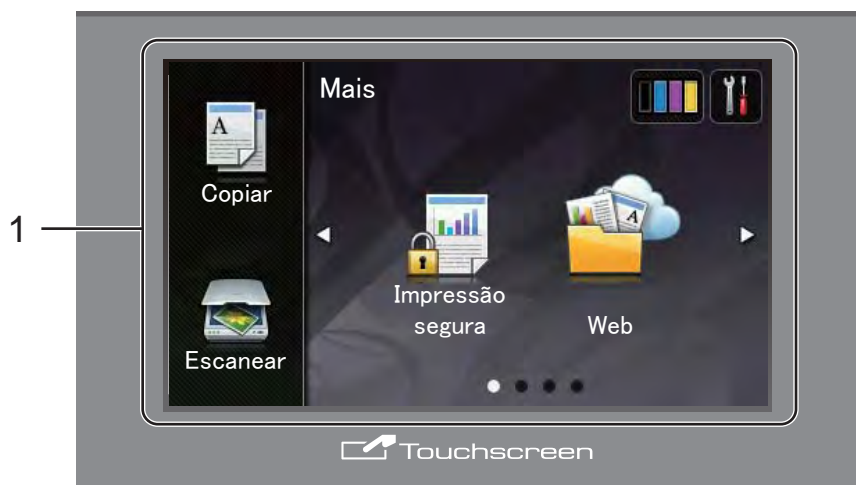 1
Mais
Copiar
Escanear
Impressão
segura
Web
Touchscreen